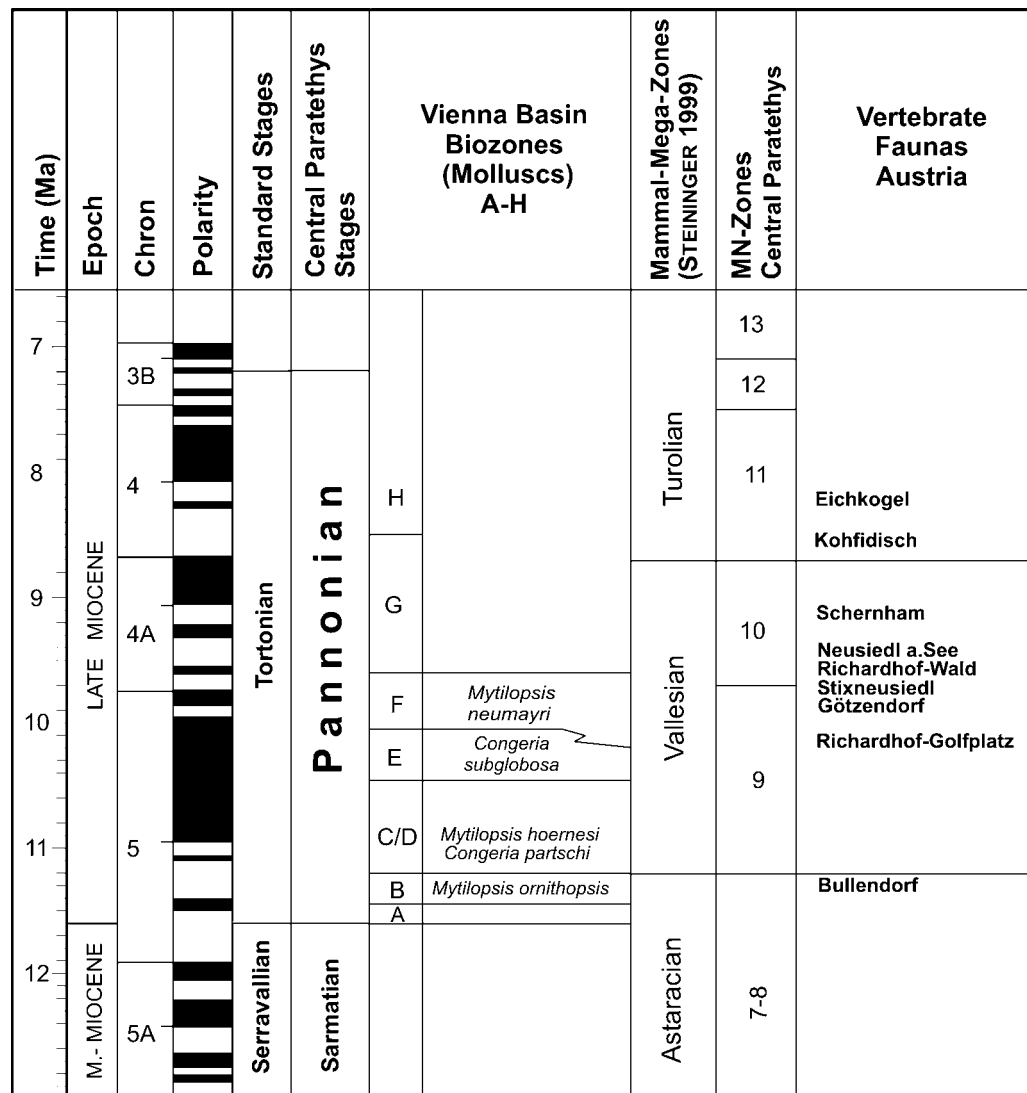 Time (Ma)
Epoch
Chron
Polarity
Standard Stages
Central Paratethys
Stages
Vienna Basin
Biozones
(Molluscs)
A-H
Mammal-Mega-Zones
(STEININGER 1999)
MN-Zones
Central Paratethys
Vertebrate
Faunas
Austria
7
8
9
10
11
12
LATE MIOCENE
M.- MIOCENE
3B
4
4A
5
5A
Tortonian
Serravallian
Pannonian
Sarmatian
H
G
F
E
C/D
B
A
Mytilopsis
neumayri
Congeria
subglobosa
Mytilopsis hoernesi
Congeria partschi
Mytilopsis ornithopsis
Turolian
Vallesian
Astaracian
13
12
11
10
9
7-8
Eichkogel
Kohfidisch
Schernham
Neusiedl a.See
Richardhof-Wald
Stixneusiedl
Götzendorf
Richardhof-Golfplatz
Bullendorf